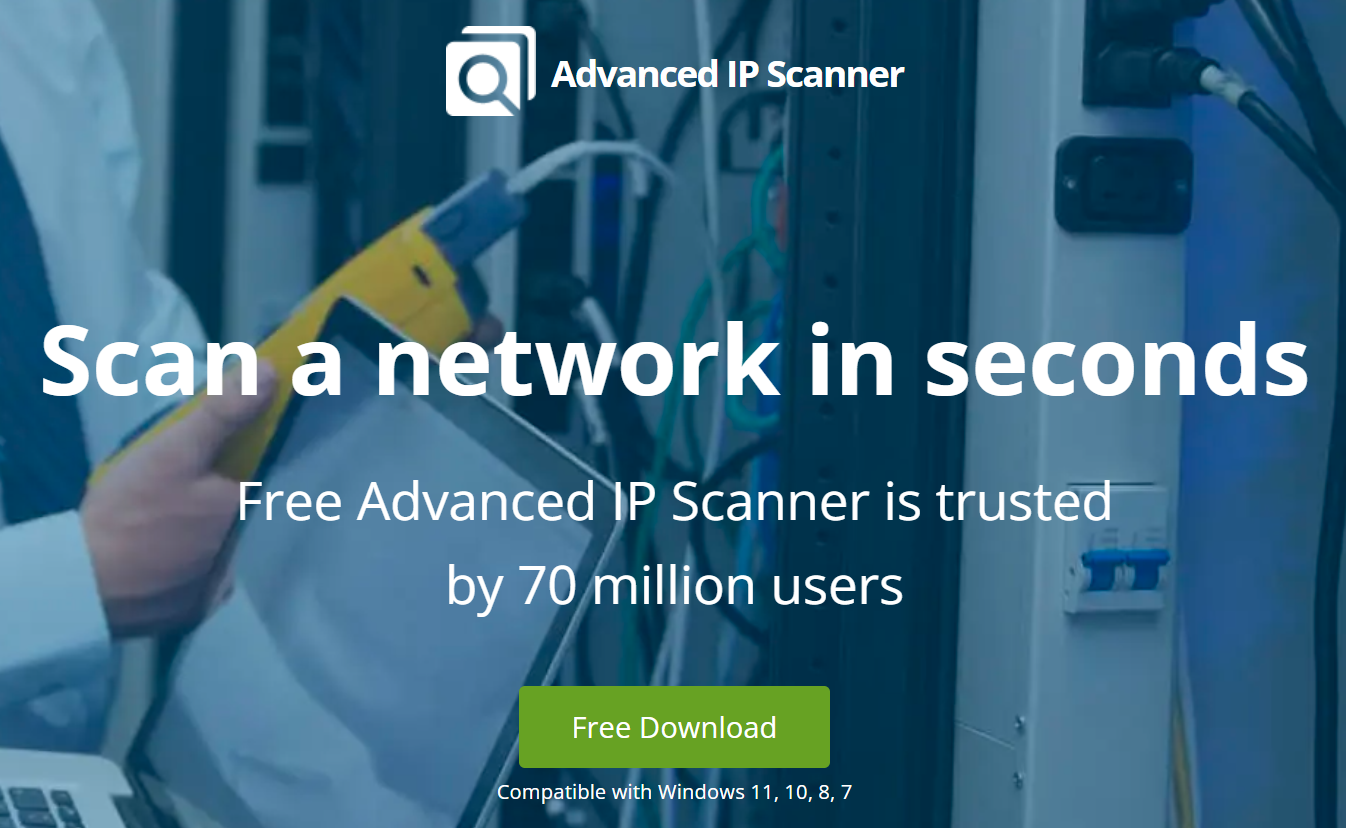 Advanced IP Scanner
Scan a network in seconds
Free Advanced IP Scanner is trusted
by 70 million users
Free Download
Compatible with Windows 11, 10, 8, 7